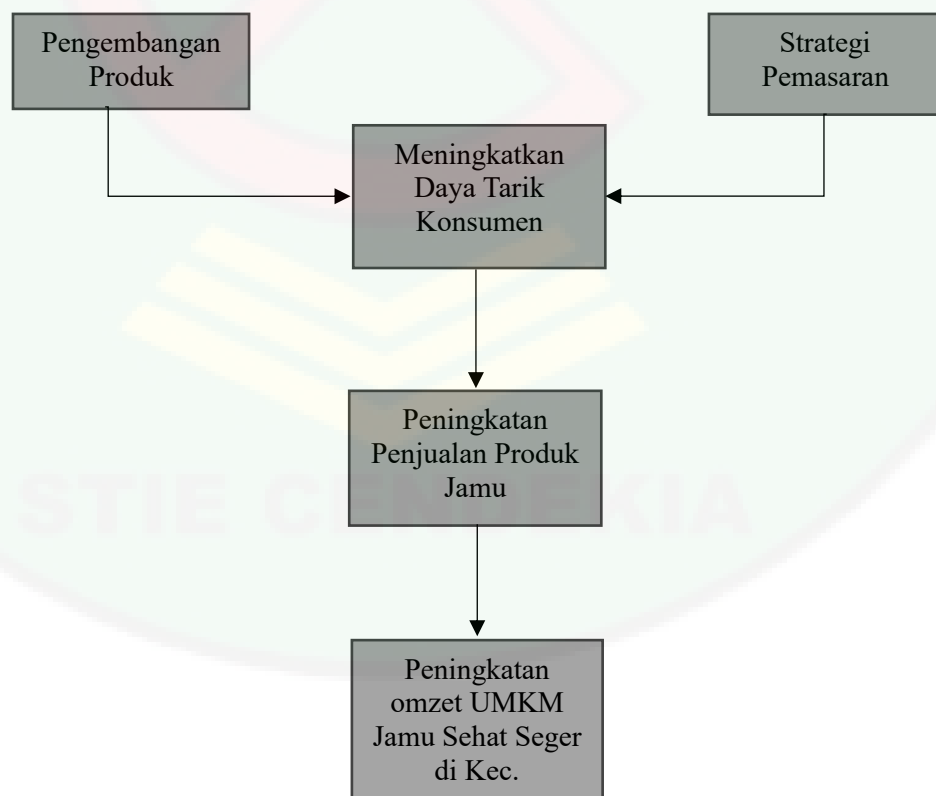 Pengembangan
Produk
Strategi
Pemasaran
Meningkatkan
Daya Tarik
Konsumen
Peningkatan
Penjualan Produk
Jamu
STIE CENDEKIA
Peningkatan
omzet UMKM
Jamu Sehat Seger
di Kec.